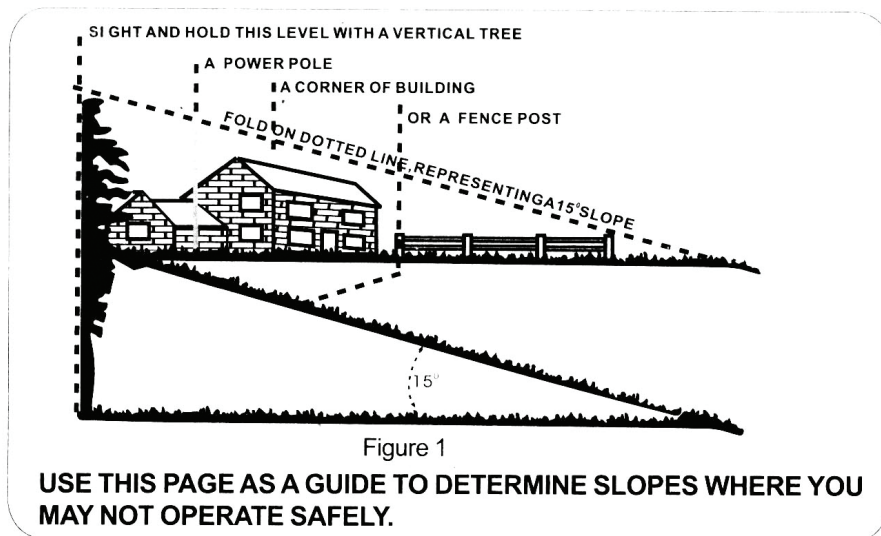 SIGHT AND HOLD THIS LEVEL WITH A VERTICAL TREE
A POWER POLE
A CORNER OF BUILDING
OR A FENCE POST
FOLD ON DOTTED LINE, REPRESENTING A 15° SLOPE
15°
Figure 1
USE THIS PAGE AS A GUIDE TO DETERMINE SLOPES WHERE YOU
MAY NOT OPERATE SAFELY.